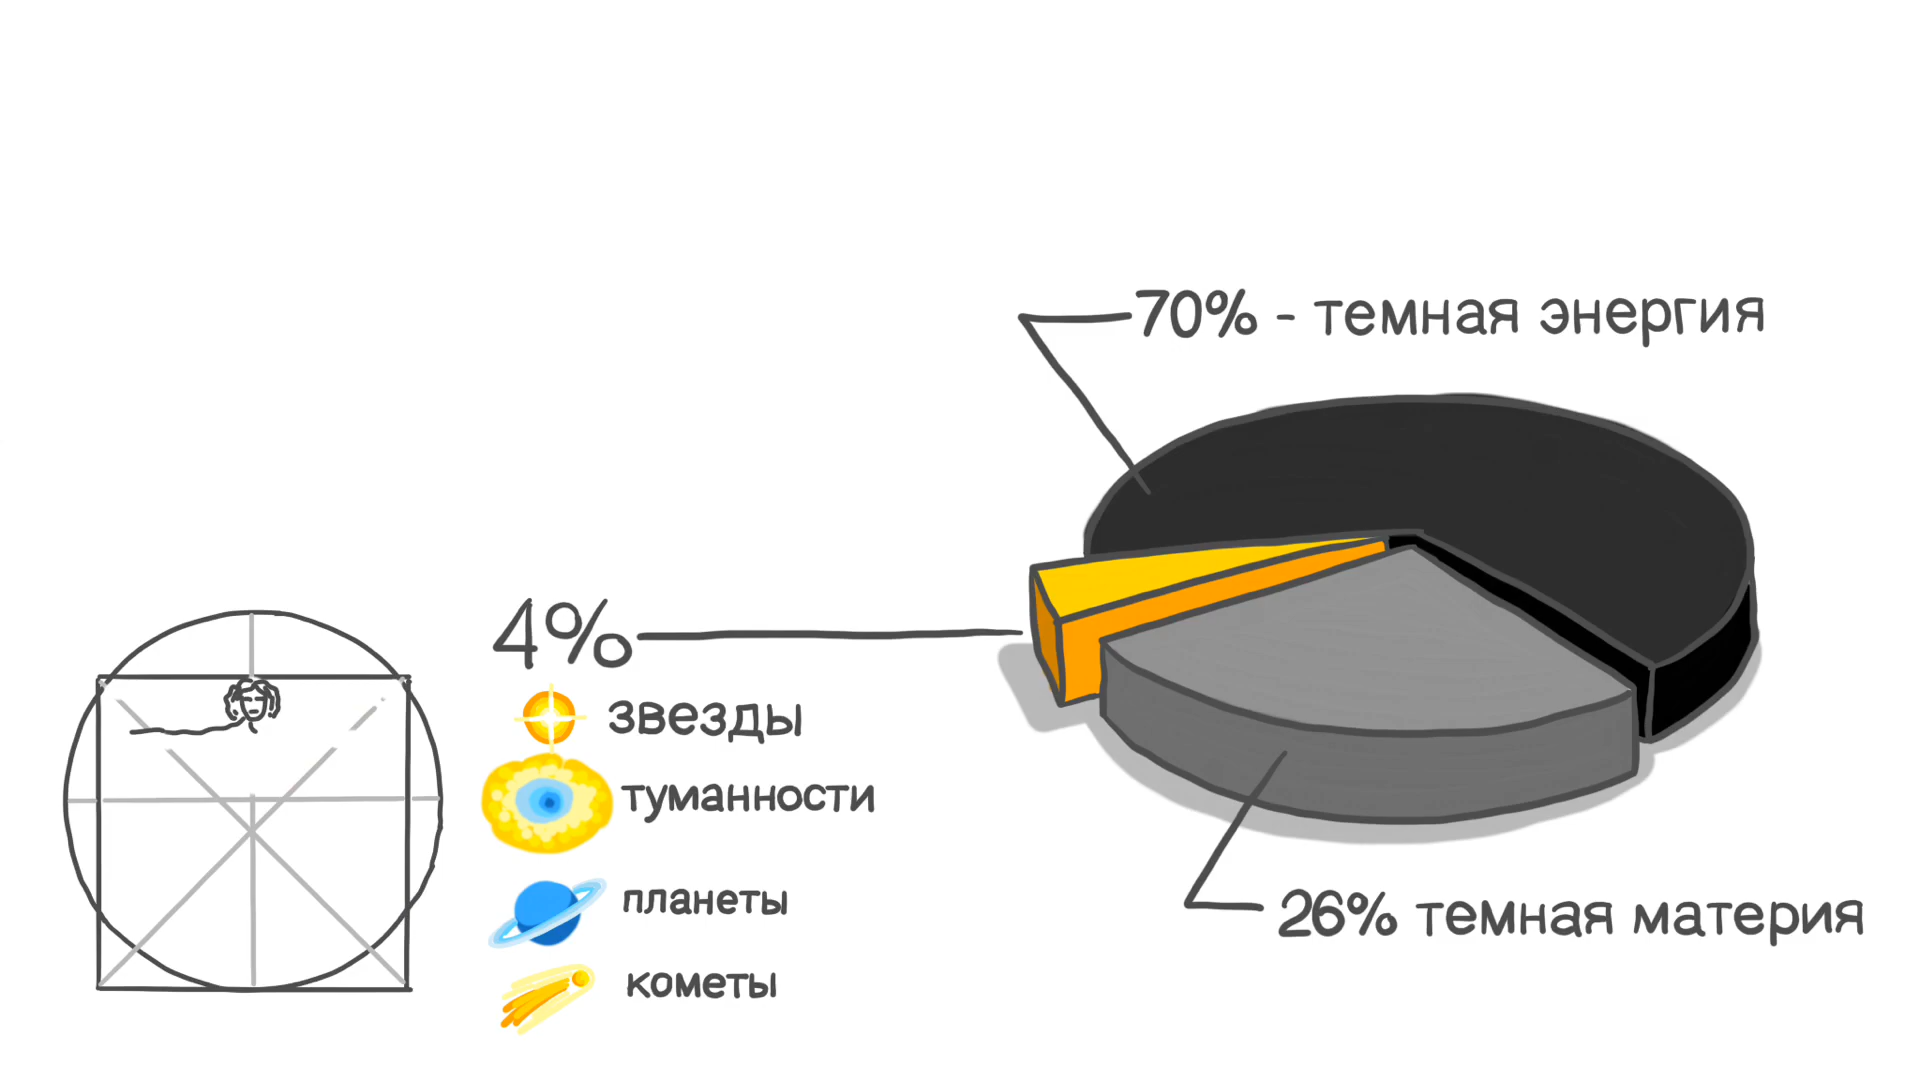 70% - темная энергия
4%
звезды
туманности
планеты
кометы
26% темная материя